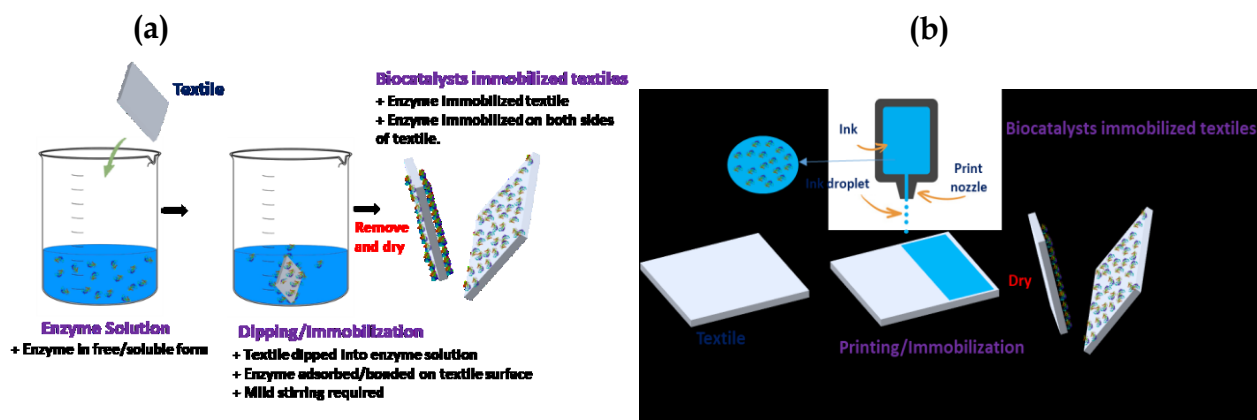 (a)
Textile
Biocatalysts immobilized textiles
+ Enzyme immobilized textile
+ Enzyme immobilized on both sides
of textile.
Remove
and dry
Enzyme Solution
+ Enzyme in free/soluble form
Dipping/Immobilization
+ Textile dipped into enzyme solution
+ Enzyme adsorbed/bonded on textile surface
+ Mild stirring required
(b)
Ink
Ink droplet
Print
nozzle
Biocatalysts immobilized textiles
Textile
Printing/Immobilization
Dry